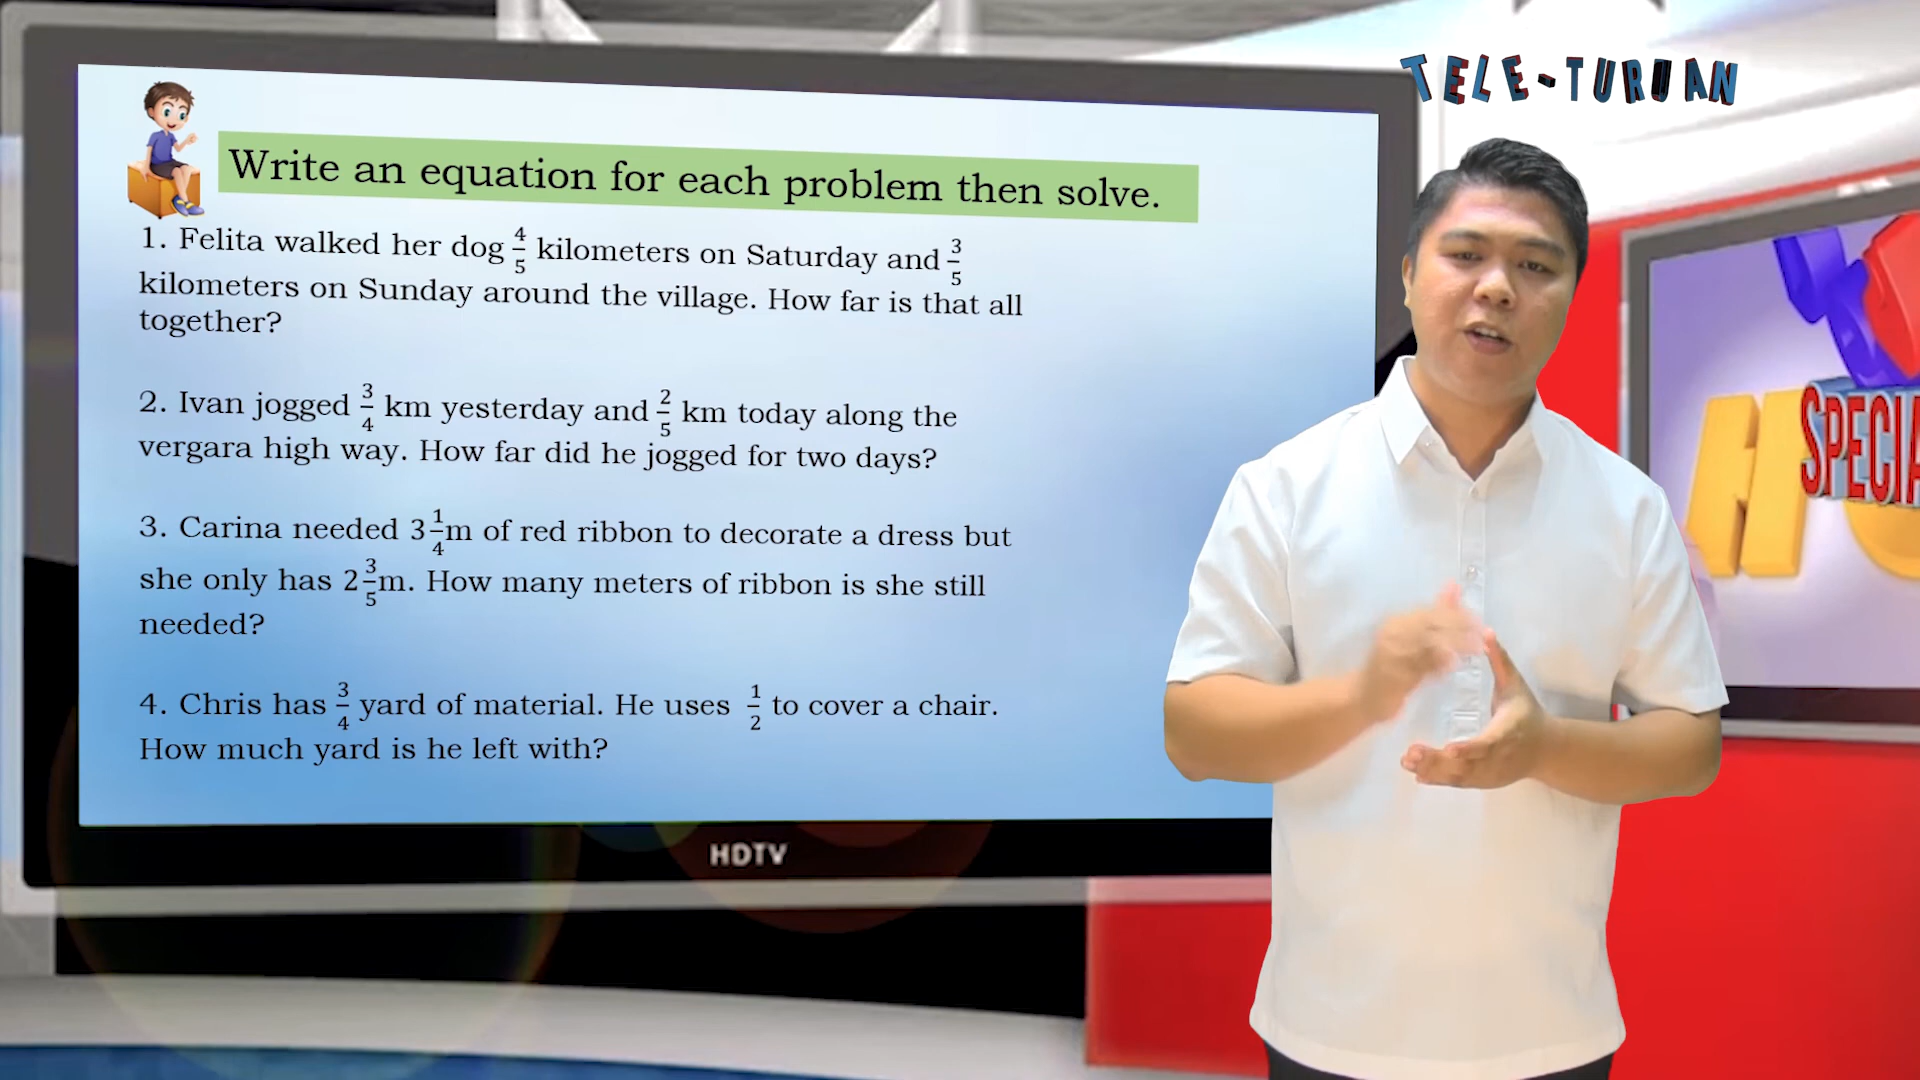 TELE-TURUAN
Write an equation for each problem then solve.
1. Felita walked her dog 4/5 kilometers on Saturday and 3/5
kilometers on Sunday around the village. How far is that all
together?
2. Ivan jogged 3/4 km yesterday and 2/5 km today along the
vergara high way. How far did he jogged for two days?
3. Carina needed 3 1/4m of red ribbon to decorate a dress but
she only has 2 3/5m. How many meters of ribbon is she still
needed?
4. Chris has 3/4 yard of material. He uses 1/2 to cover a chair.
How much yard is he left with?
HDTV